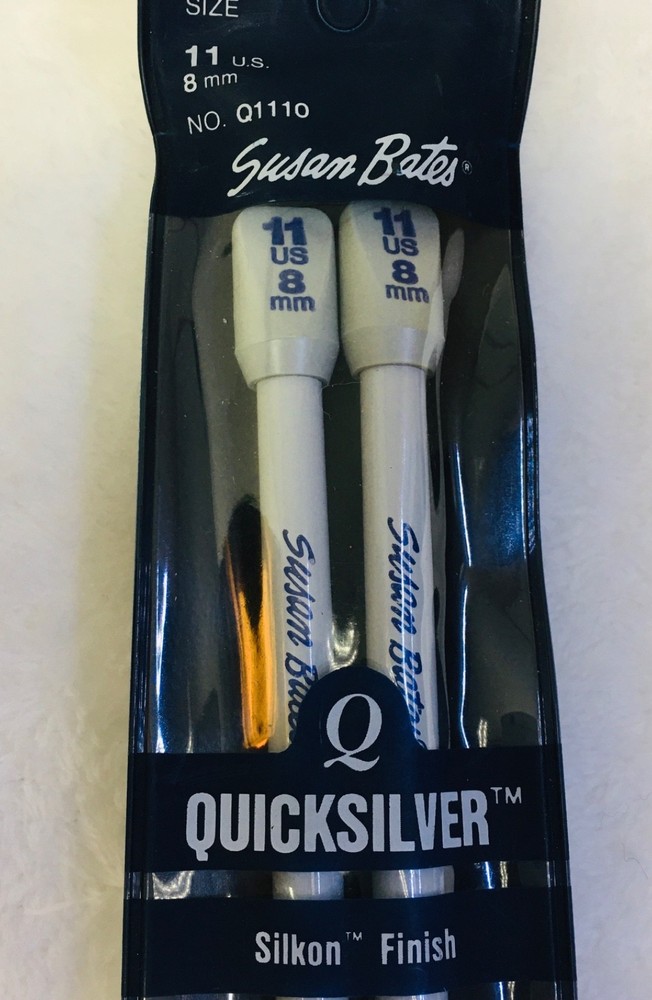 SIZE
11 U.S.
8 mm
NO. Q1110
Susan Bates®
11
US
8
mm
11
US
8
mm
Susan Bates
Susan Bates
Q
QUICKSILVER™
Silkon™ Finish